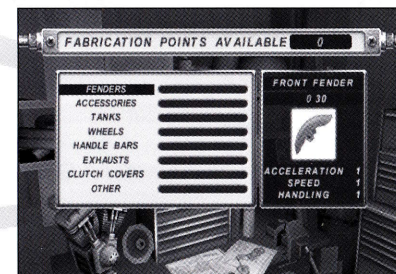 FABRICATION POINTS AVAILABLE 0
FENDERS
ACCESSORIES
TANKS
WHEELS
HANDLE BARS
EXHAUSTS
CLUTCH COVERS
OTHER
FRONT FENDER
0 30
ACCELERATION 1
SPEED 1
HANDLING 1